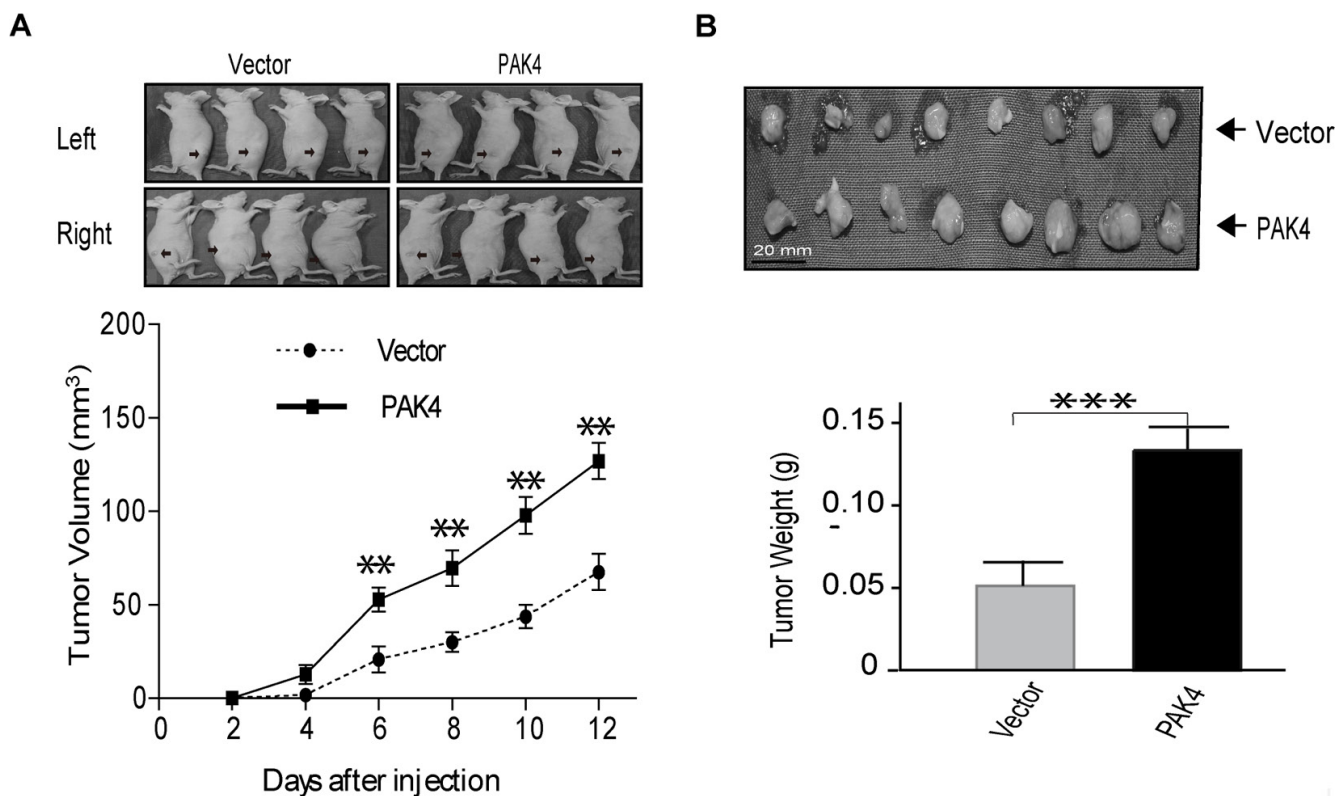 A
Vector
PAK4
Left
Right
200
150
100
50
0
Tumor Volume (mm³)
Vector
PAK4
**
**
**
**
0 2 4 6 8 10 12
Days after injection
B
Vector
PAK4
20 mm
0.15
0.10
0.05
0
Tumor Weight (g)
***
Vector
PAK4